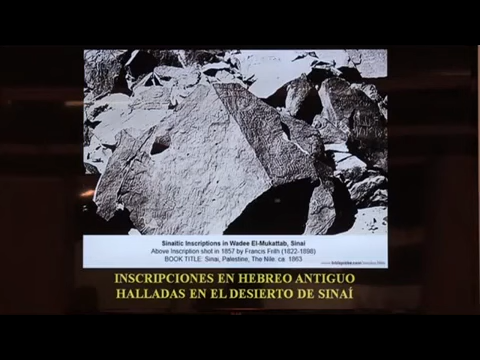 Sinaitic Inscriptions in Wadee El-Mukattab, Sinai
Above Inscription shot in 1857 by Francis Frith (1822-1898)
BOOK TITLE: Sinai, Palestine, The Nile: ca 1863
INSCRIPCIONES EN HEBREO ANTIGUO
HALLADAS EN EL DESIERTO DE SINAÍ